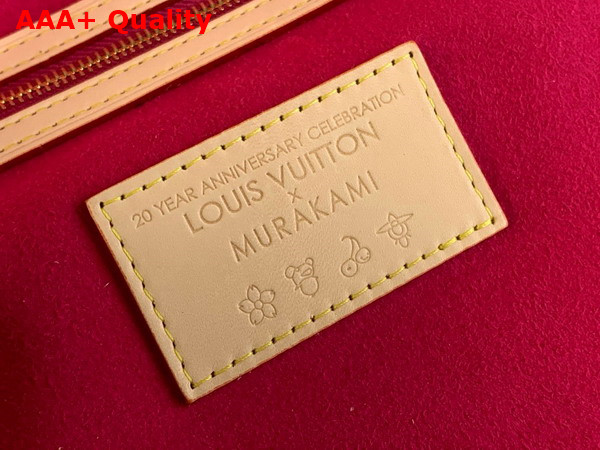 AAA+ Quality
20 YEAR ANNIVERSARY CELEBRATION
LOUIS VUITTON
×
MURAKAMI